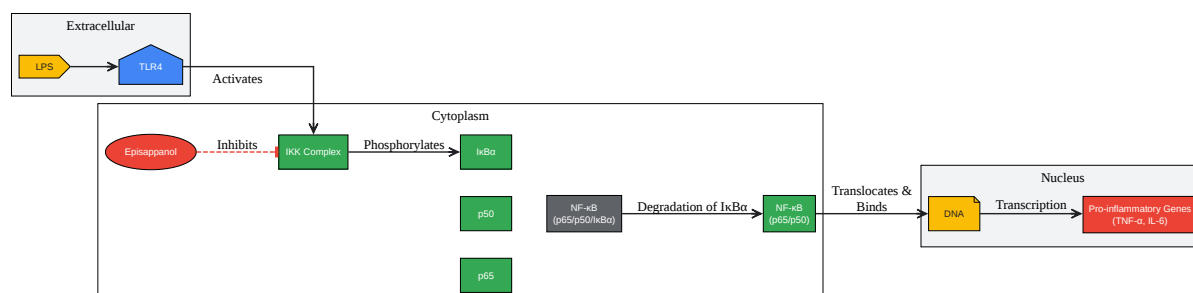 Extracellular
LPS
TLR4
Activates
Cytoplasm
Episappanol
Inhibits
IKK Complex
Phosphorylates
IκBα
p50
p65
NF-κB
(p65/p50/IκBα)
Degradation of IκBα
NF-κB
(p65/p50)
Translocates &
Binds
Nucleus
DNA
Transcription
Pro-inflammatory Genes
(TNF-α, IL-6)